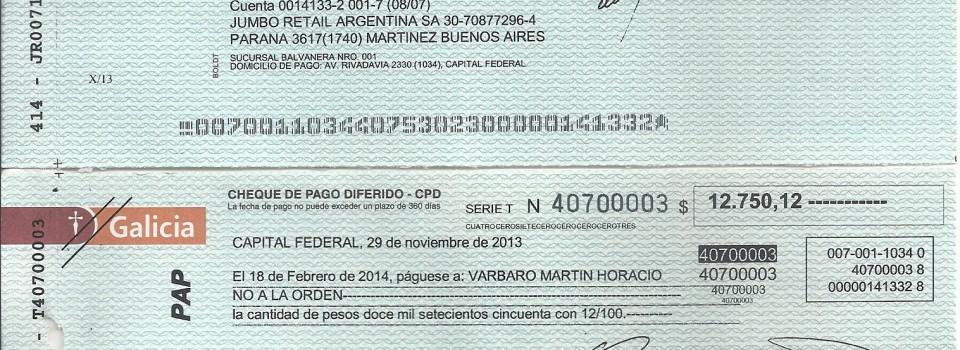 Cuenta 0014133-2 001-7 (08/07)
JUMBO RETAIL ARGENTINA SA 30-70877296-4
PARANA 3617(1740) MARTINEZ BUENOS AIRES
SUCURSAL BALVANERA NRO. 001
DOMICILIO DE PAGO: AV. RIVADAVIA 2330 (1034), CAPITAL FEDERAL
BOLDT
X/13
414 - JR0071
00700110344075302300000141332
CHEQUE DE PAGO DIFERIDO - CPD
La fecha de pago no puede exceder un plazo de 360 días
SERIE T N 40700003 $ 12.750,12 -----------
CUATROCEROSIETECEROCEROCEROCEROTRES
Galicia
- T40700003
PAP
CAPITAL FEDERAL, 29 de noviembre de 2013
40700003
40700003
40700003
40700003
007-001-1034 0
40700003 8
00000141332 8
El 18 de Febrero de 2014, páguese a: VARBARO MARTIN HORACIO
NO A LA ORDEN-----------------------------------------------------------
la cantidad de pesos doce mil setecientos cincuenta con 12/100.----------